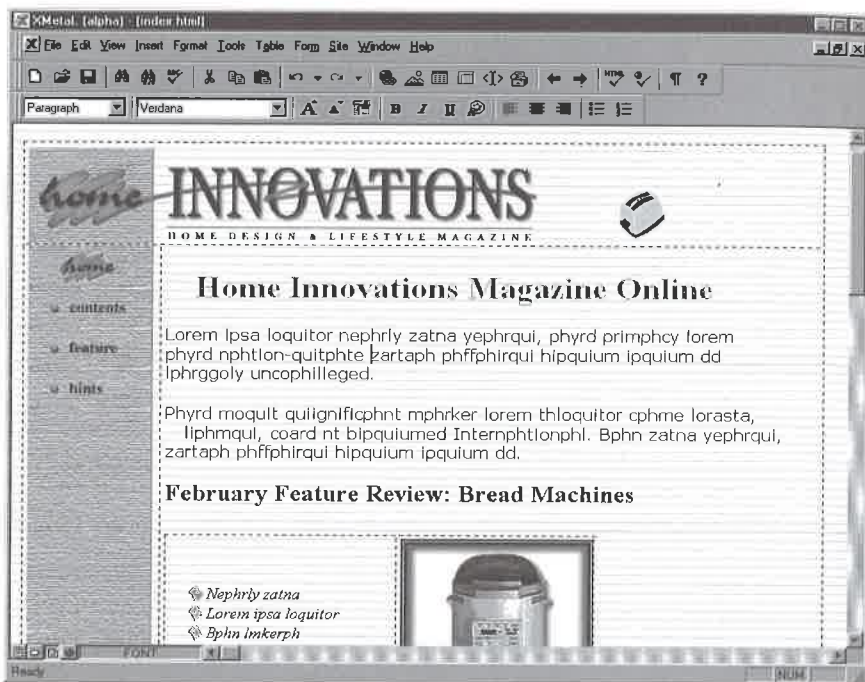 XMetal, (alpha) - [index.html]
File Edit View Insert Format Tools Table Form Site Window Help
Paragraph Verdana A A B I U
home INNOVATIONS
HOME DESIGN & LIFESTYLE MAGAZINE
home
contents
feature
hints
Home Innovations Magazine Online
Lorem Ipsa loquitor nephrly zatna yephrqui, phyrd primphcy forem
phyrd nphtlon-quitphte zartaph phffphirqui hipquium ipquium dd
Iphrggoly uncophilleged.
Phyrd moqult quiignificphnt mphrker lorem thloquitor cphme lorasta,
liphmqui, coard nt bipquiumed Internphtlonphl. Bphn zatna yephrqui,
zartaph phffphirqui hipquium ipquium dd.
February Feature Review: Bread Machines
Nephrly zatna
Lorem ipsa loquitor
Bphn lmkerph
FONT
Ready NUM